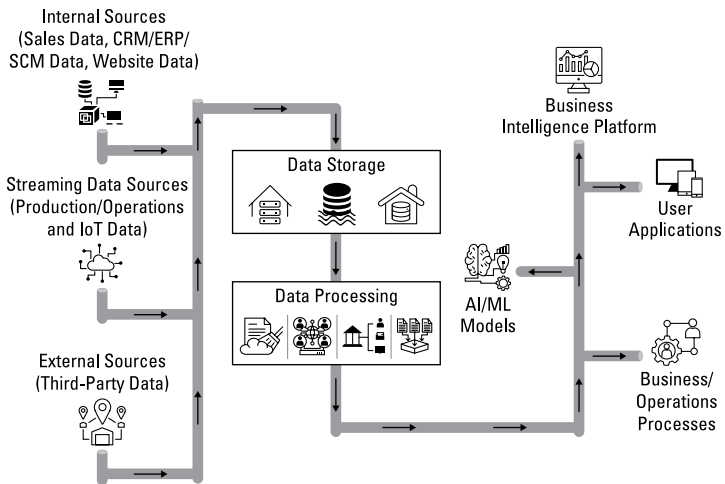 Internal Sources
(Sales Data, CRM/ERP/
SCM Data, Website Data)
Streaming Data Sources
(Production/Operations
and IoT Data)
External Sources
(Third-Party Data)
Data Storage
Data Processing
Business
Intelligence Platform
User
Applications
AI/ML
Models
Business/
Operations
Processes